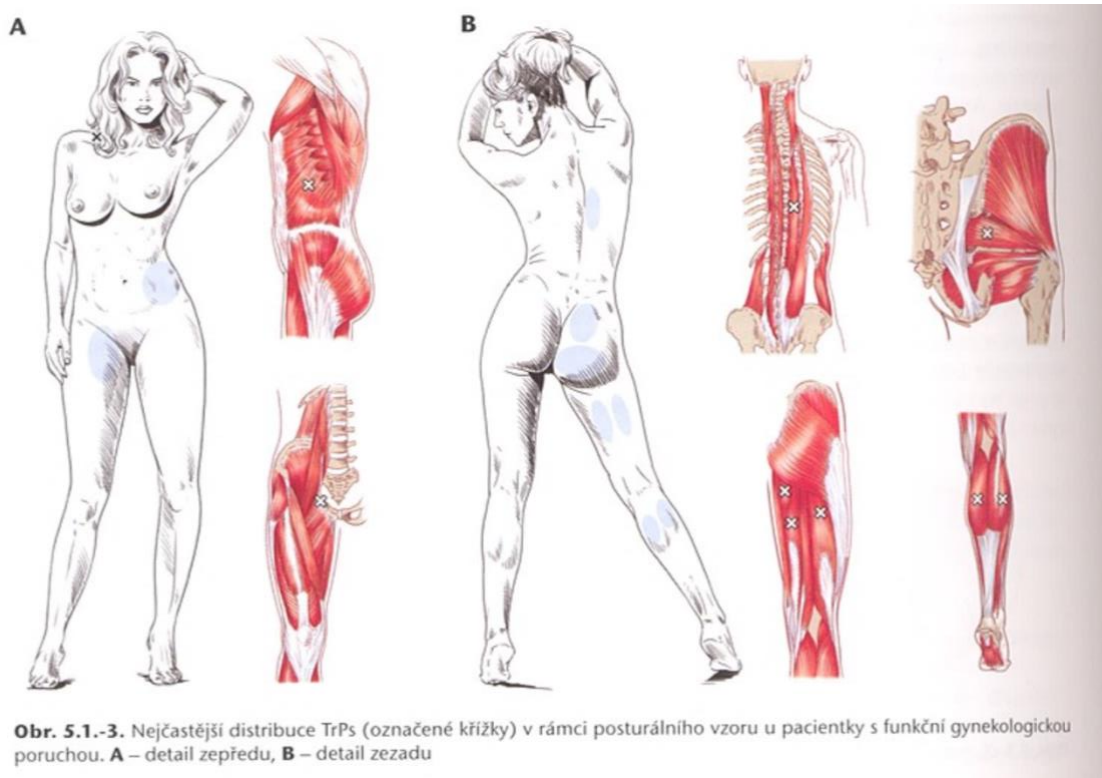 A
B
Obr. 5.1.-3. Nejčastější distribuce TrPs (označené křížky) v rámci posturálního vzoru u pacientky s funkční gynekologickou
poruchou. A – detail zepředu, B – detail zezadu